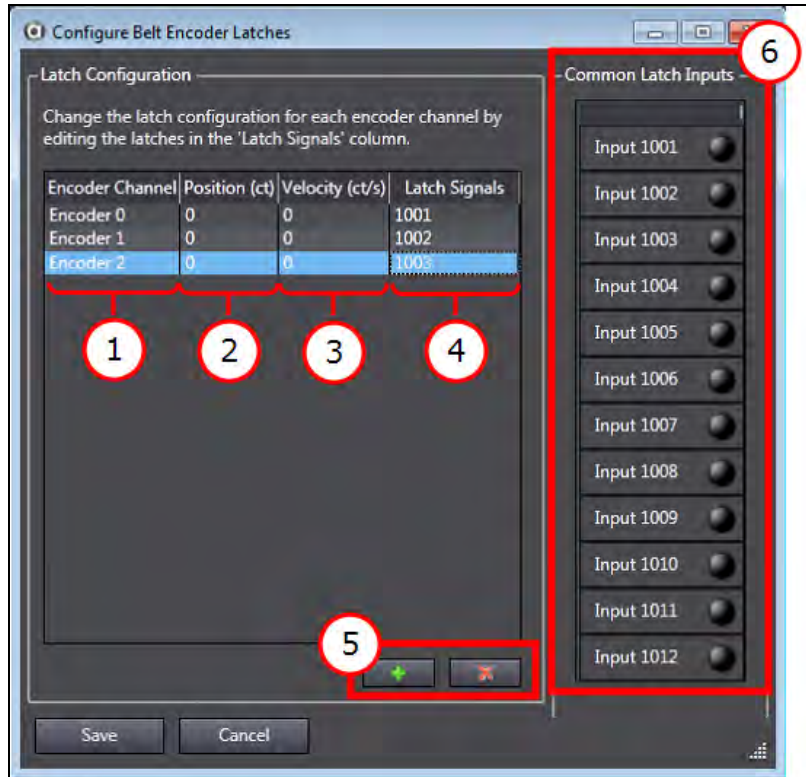 Configure Belt Encoder Latches
6
Latch Configuration
Change the latch configuration for each encoder channel by
editing the latches in the 'Latch Signals' column.
Encoder Channel Position (ct) Velocity (ct/s) Latch Signals
Encoder 0 0 0 1001
Encoder 1 0 0 1002
Encoder 2 0 0 1003
1 2 3 4
5
Save Cancel
Common Latch Inputs
Input 1001
Input 1002
Input 1003
Input 1004
Input 1005
Input 1006
Input 1007
Input 1008
Input 1009
Input 1010
Input 1011
Input 1012